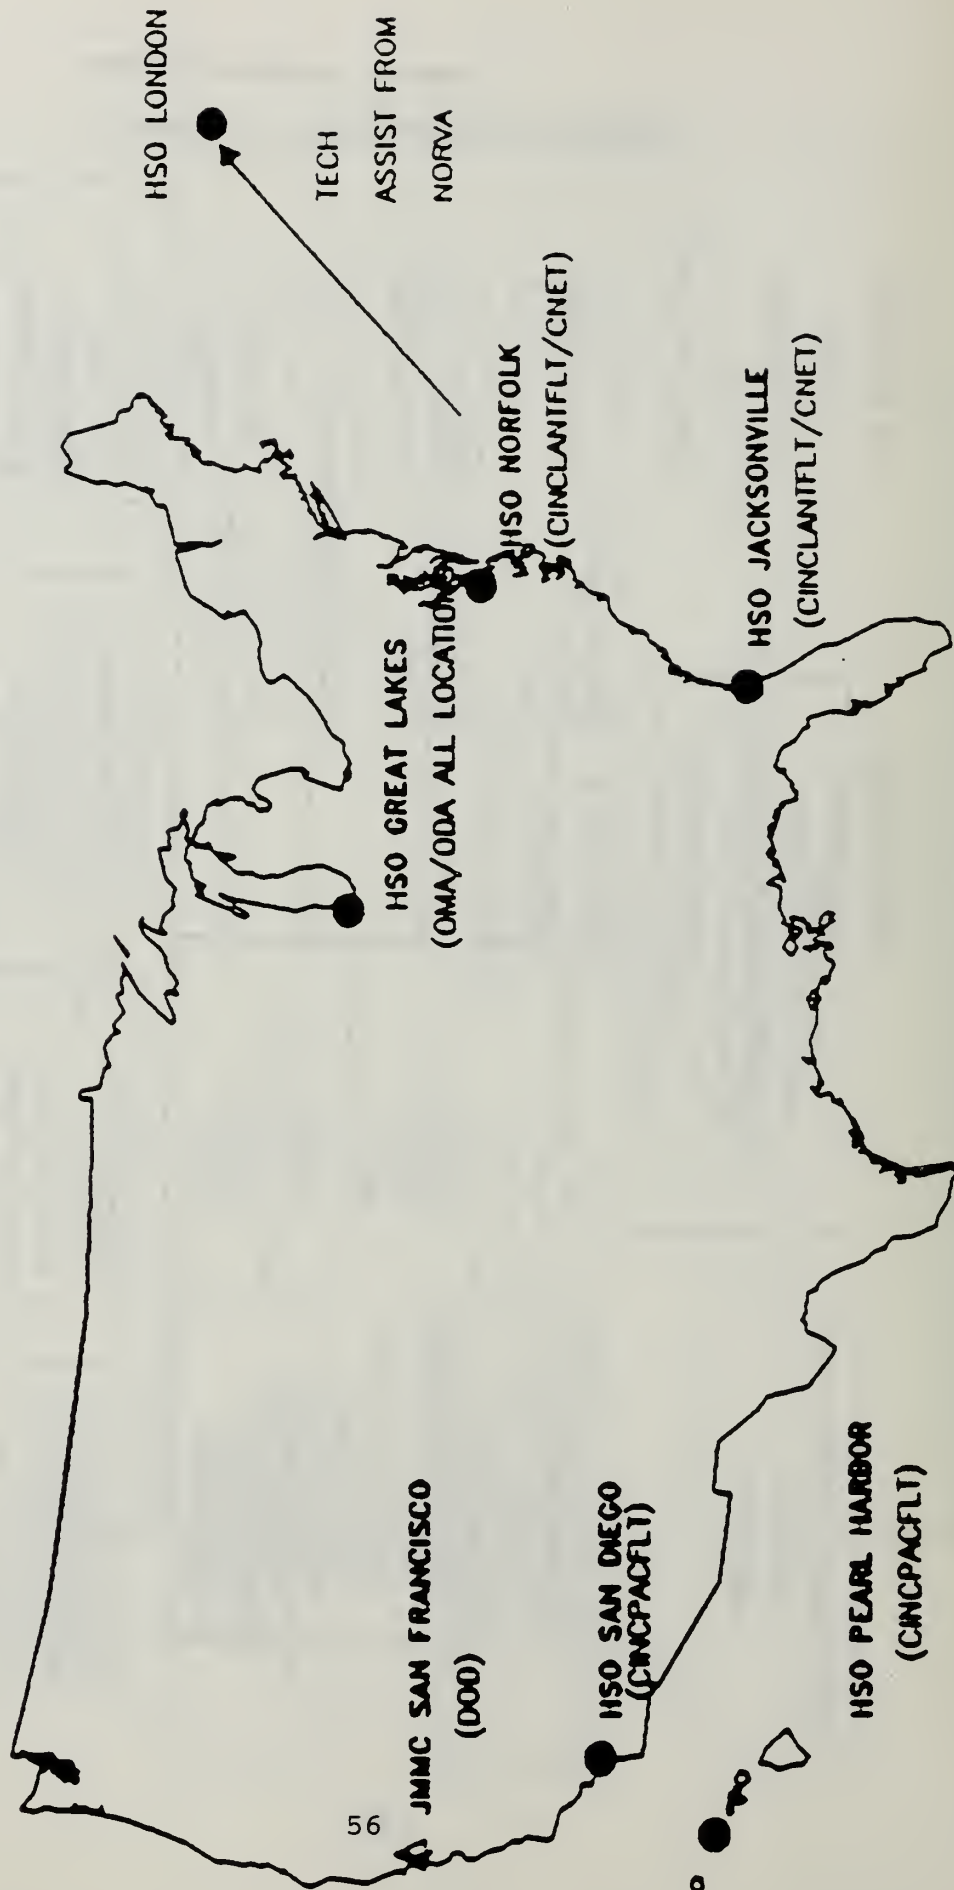 HSO LONDON
TECH
ASSIST FROM
NORVA
HSO GREAT LAKES
(OMA/ODA ALL LOCATION
HSO NORFOLK
(CINCLANTFLT/CNET)
HSO JACKSONVILLE
(CINCLANTFLT/CNET)
JMMC SAN FRANCISCO
(DOD)
HSO SAN DIEGO
(CINCPACFLT)
HSO PEARL HARBOR
(CINCPACFLT)
56